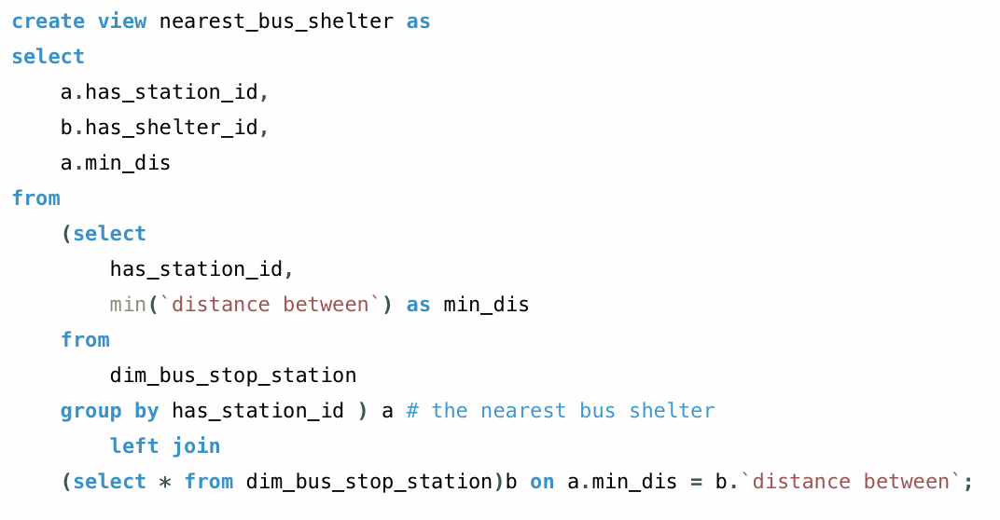 create view nearest_bus_shelter as
select
    a.has_station_id,
    b.has_shelter_id,
    a.min_dis
from
    (select
        has_station_id,
        min(`distance between`) as min_dis
    from
        dim_bus_stop_station
    group by has_station_id ) a # the nearest bus shelter
        left join
    (select * from dim_bus_stop_station)b on a.min_dis = b.`distance between`;